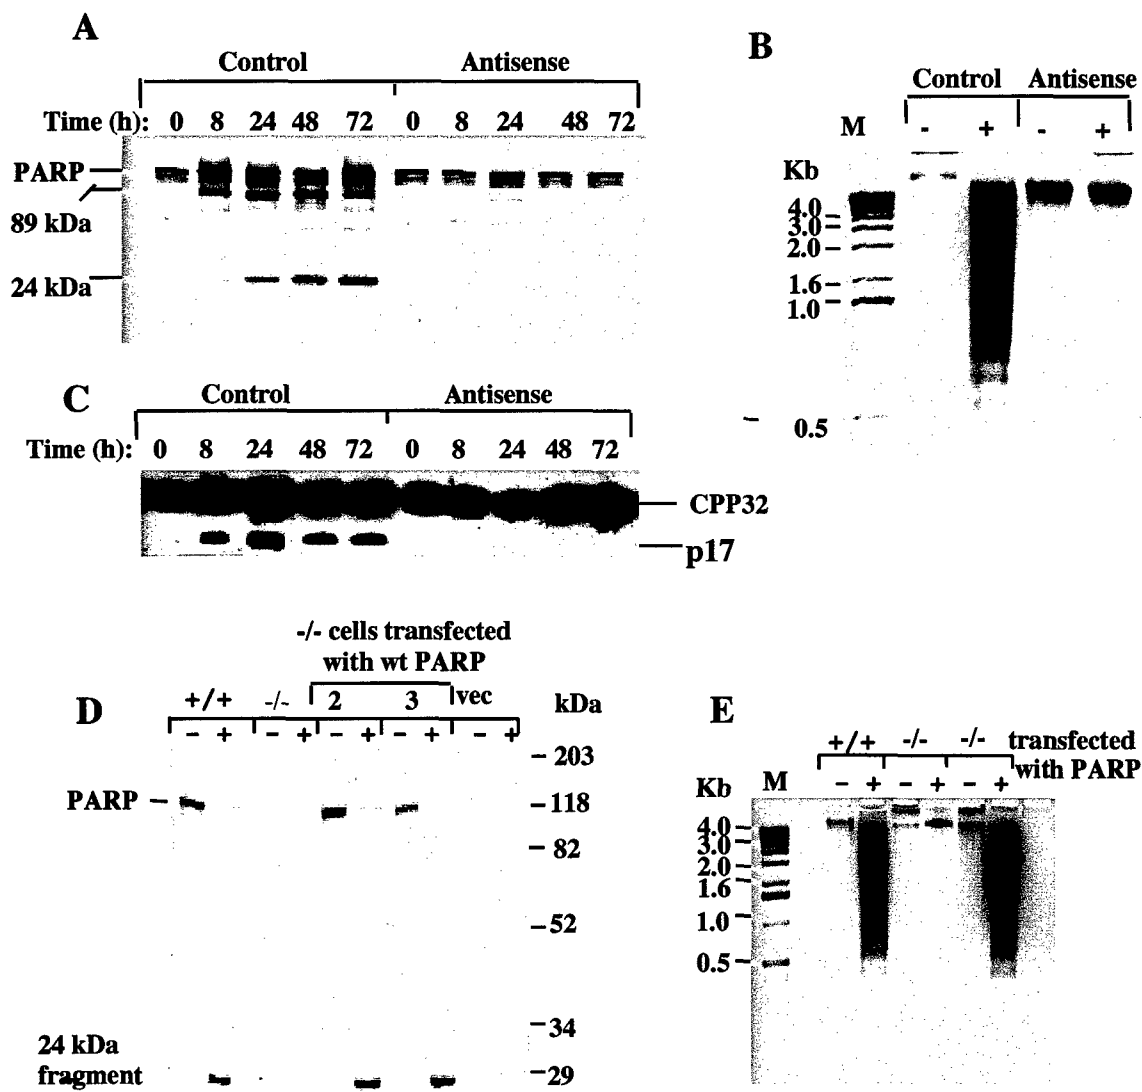 A
Control Antisense
Time (h): 0 8 24 48 72 0 8 24 48 72
PARP
89 kDa
24 kDa
B
Control Antisense
M - + - +
Kb
4.0
3.0
2.0
1.6
1.0
0.5
C
Control Antisense
Time (h): 0 8 24 48 72 0 8 24 48 72
CPP32
p17
D
-/- cells transfected
with wt PARP
+/+ -/- 2 3 vec kDa
- + - + - + - + - +
203
PARP 118
82
52
34
24 kDa
fragment 29
E
+/+ -/- -/- transfected
with PARP
Kb M - + - + - +
4.0
3.0
2.0
1.6
1.0
0.5